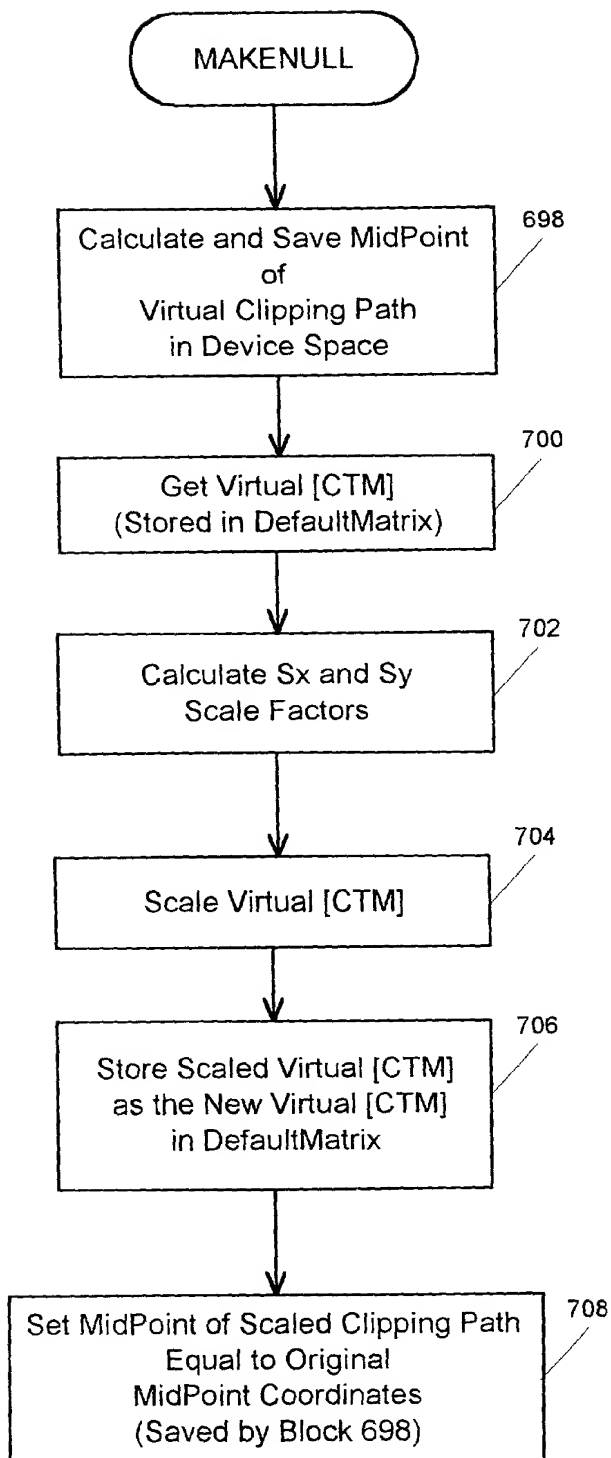 MAKENULL
698
Calculate and Save MidPoint
of
Virtual Clipping Path
in Device Space
700
Get Virtual [CTM]
(Stored in DefaultMatrix)
702
Calculate Sx and Sy
Scale Factors
704
Scale Virtual [CTM]
706
Store Scaled Virtual [CTM]
as the New Virtual [CTM]
in DefaultMatrix
708
Set MidPoint of Scaled Clipping Path
Equal to Original
MidPoint Coordinates
(Saved by Block 698)